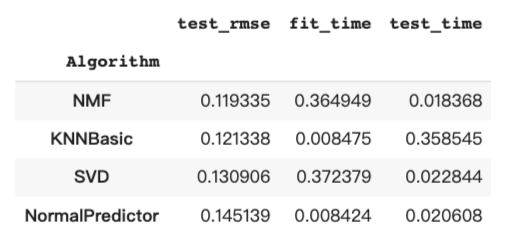 test_rmse fit_time test_time
Algorithm
NMF 0.119335 0.364949 0.018368
KNNBasic 0.121338 0.008475 0.358545
SVD 0.130906 0.372379 0.022844
NormalPredictor 0.145139 0.008424 0.020608